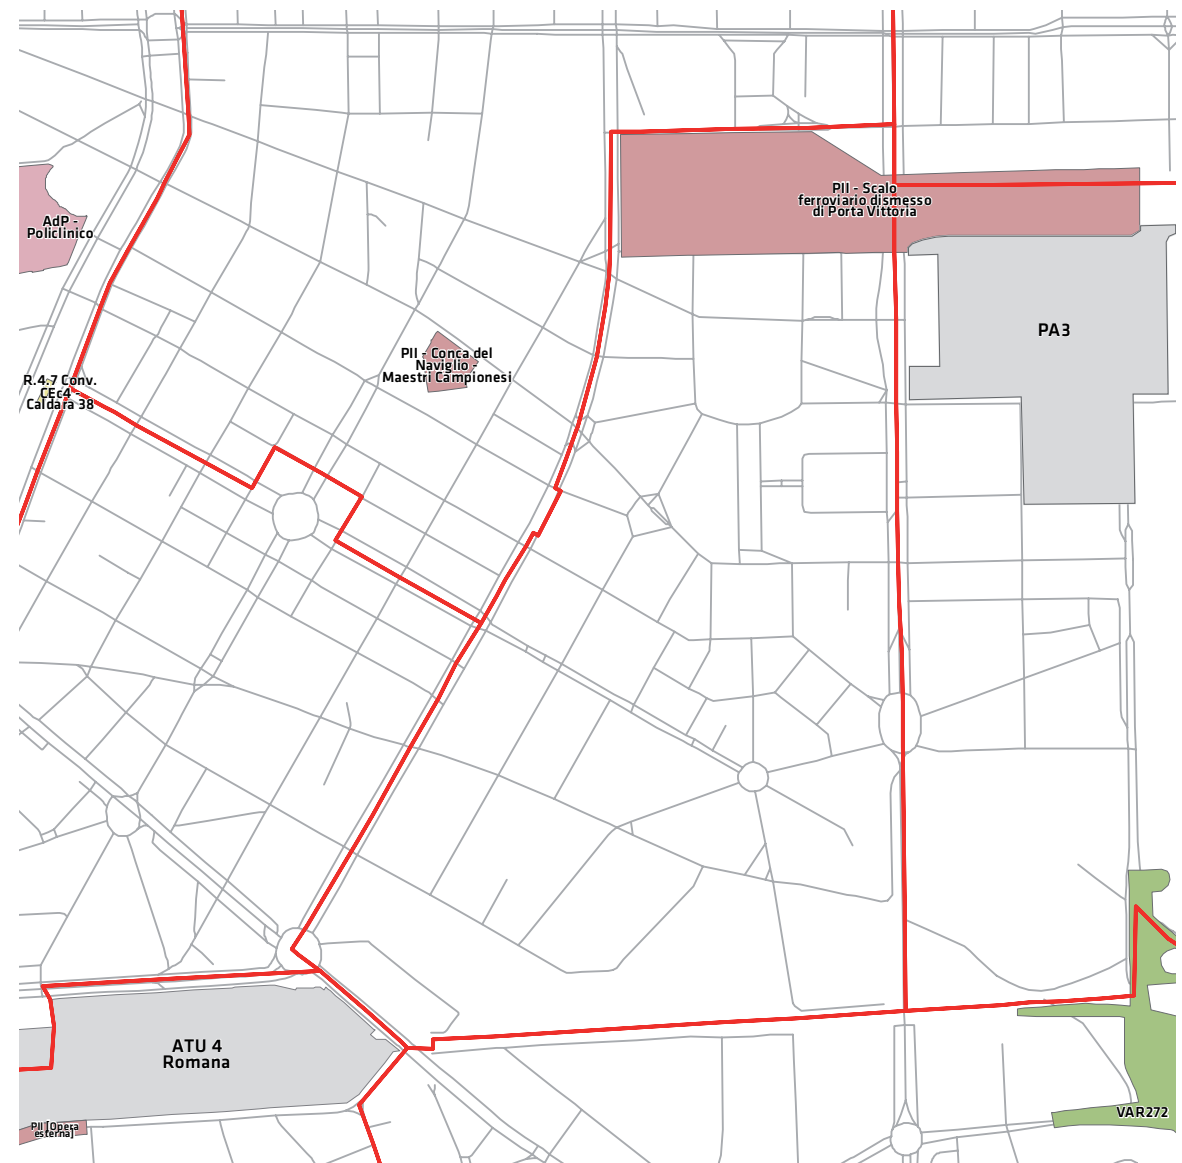 PII - Scalo
ferroviario dismesso
di Porta Vittoria
AdP -
Policlinico
PA3
PII - Conca del
Naviglio -
Maestri Campionesi
R.4.7 Conv.
CEc4 -
Caldara 38
ATU 4
Romana
PII [Opera
esterna]
VAR272